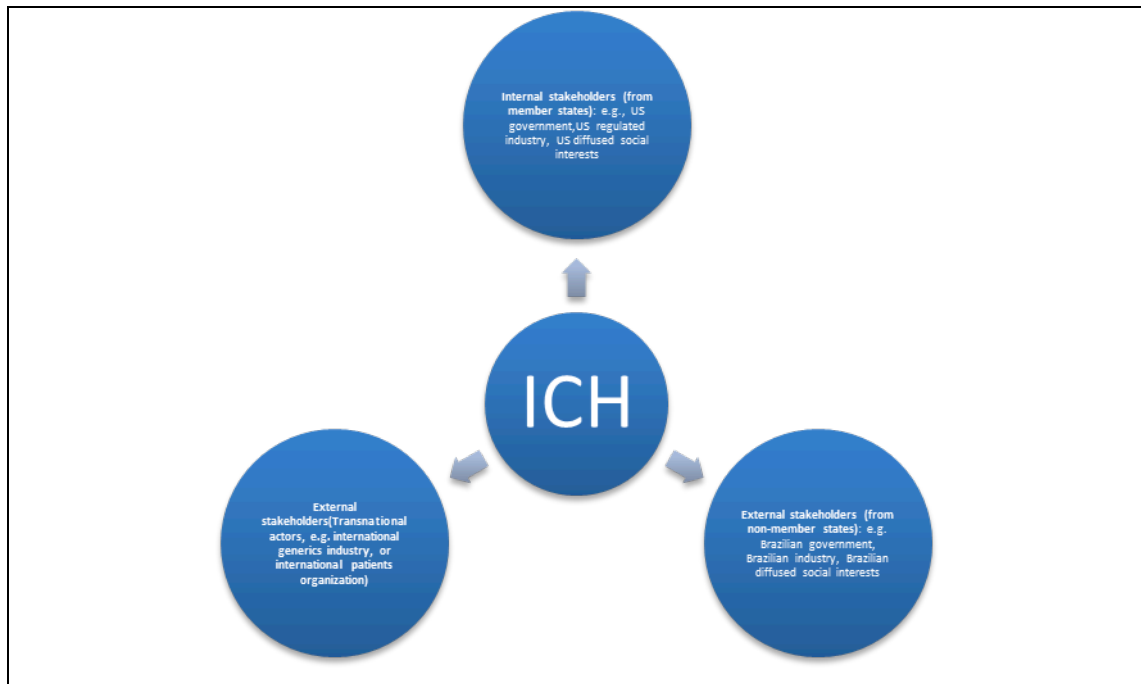 Internal stakeholders (from
member states): e.g., US
government,US regulated
industry, US diffused social
interests
ICH
External
stakeholders(Transnational
actors, e.g. international
generics industry, or
international patients
organization)
External stakeholders (from
non-member states): e.g.
Brazilian government,
Brazilian industry, Brazilian
diffused social interests